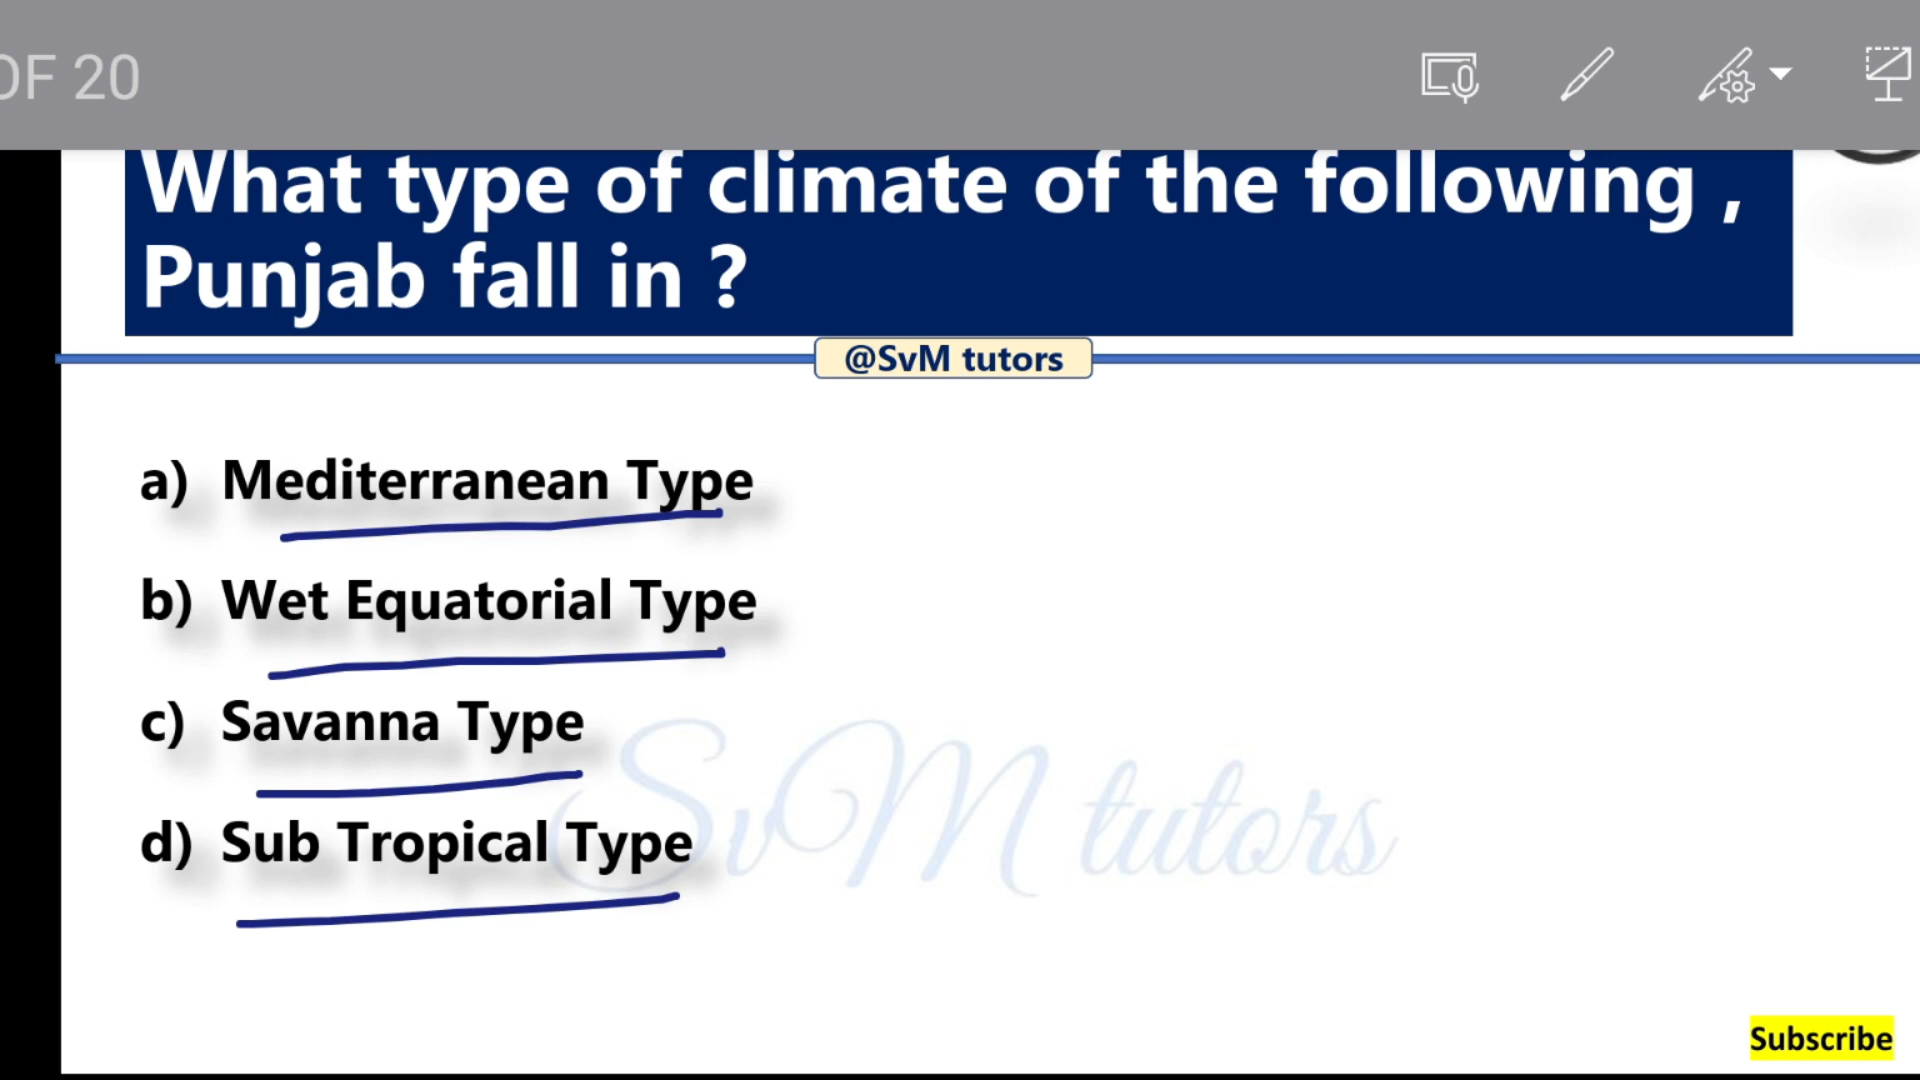 OF 20
What type of climate of the following ,
Punjab fall in ?
@SvM tutors
a) Mediterranean Type
b) Wet Equatorial Type
c) Savanna Type
d) Sub Tropical Type
SvM tutors
Subscribe